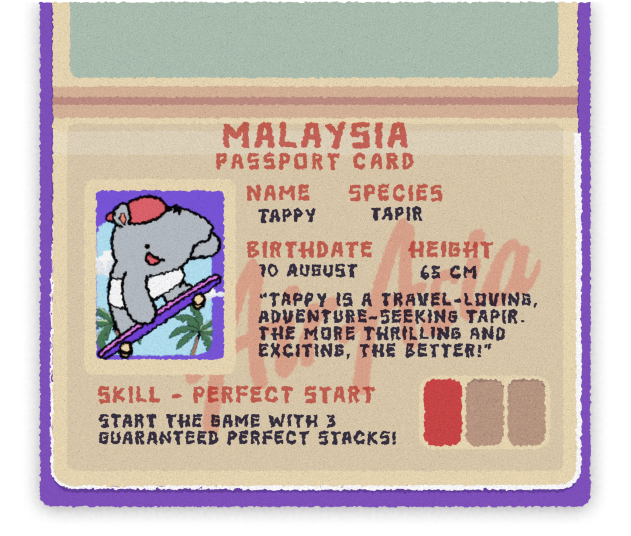 MALAYSIA
PASSPORT CARD
NAME SPECIES
TAPPY TAPIR
BIRTHDATE HEIGHT
10 AUGUST 65 CM
"TAPPY IS A TRAVEL-LOVING,
ADVENTURE-SEEKING TAPIR.
THE MORE THRILLING AND
EXCITING, THE BETTER!"
Air Asia
SKILL - PERFECT START
START THE GAME WITH 3
GUARANTEED PERFECT STACKS!